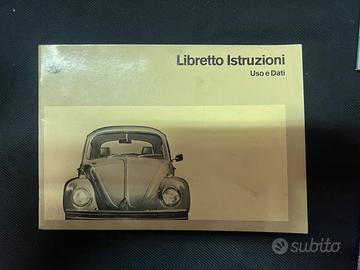 Libretto Istruzioni
Uso e Dati
subito